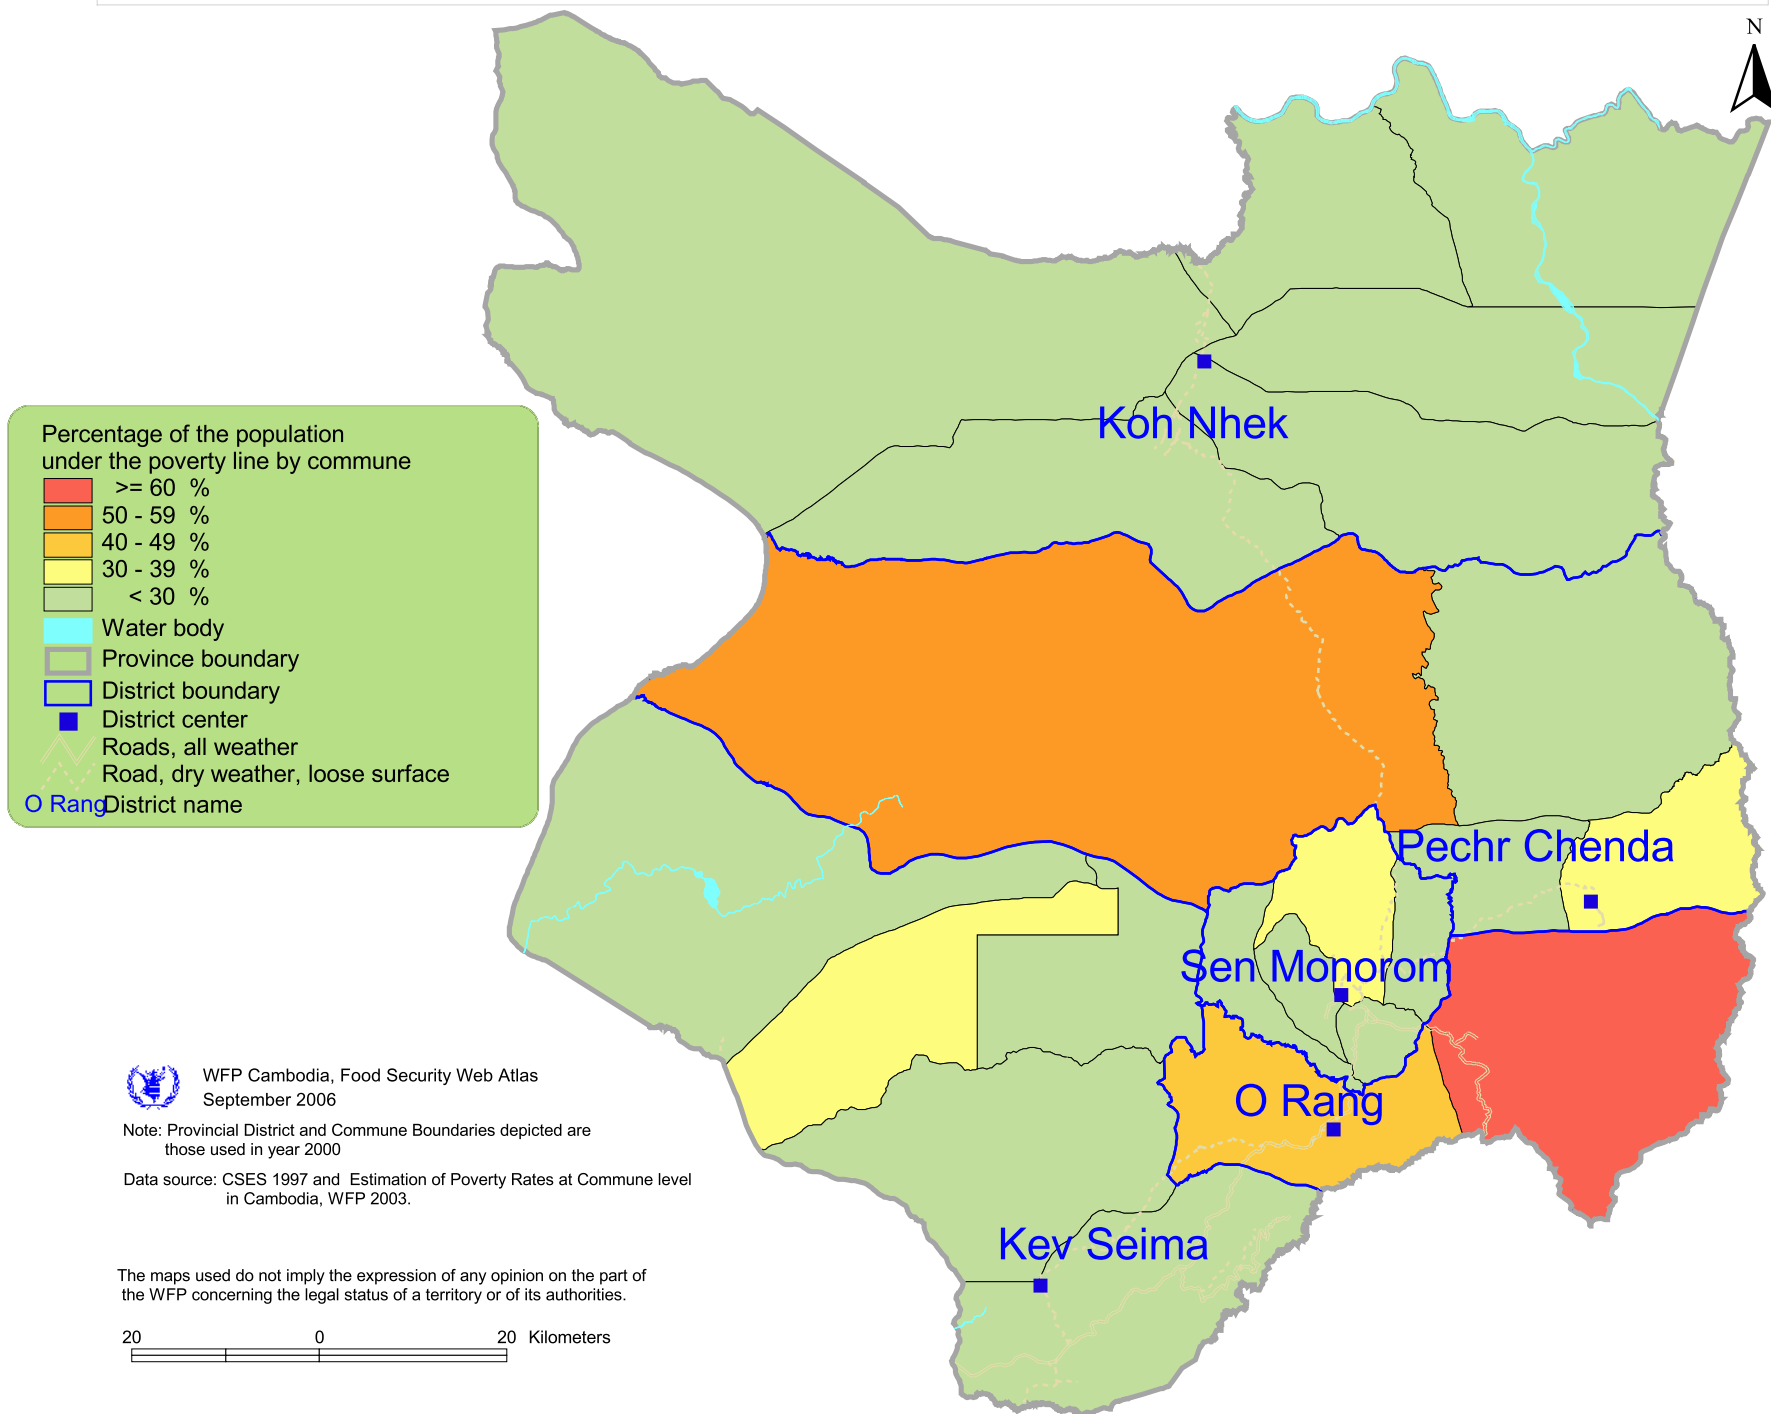 N
Koh Nhek
Percentage of the population
under the poverty line by commune
>= 60 %
50 - 59 %
40 - 49 %
30 - 39 %
< 30 %
Water body
Province boundary
District boundary
District center
Roads, all weather
Road, dry weather, loose surface
O Rang District name
Pechr Chenda
Sen Monorom
O Rang
Kev Seima
WFP Cambodia, Food Security Web Atlas
September 2006
Note: Provincial District and Commune Boundaries depicted are
those used in year 2000
Data source: CSES 1997 and Estimation of Poverty Rates at Commune level
in Cambodia, WFP 2003.
The maps used do not imply the expression of any opinion on the part of
the WFP concerning the legal status of a territory or of its authorities.
20 0 20 Kilometers